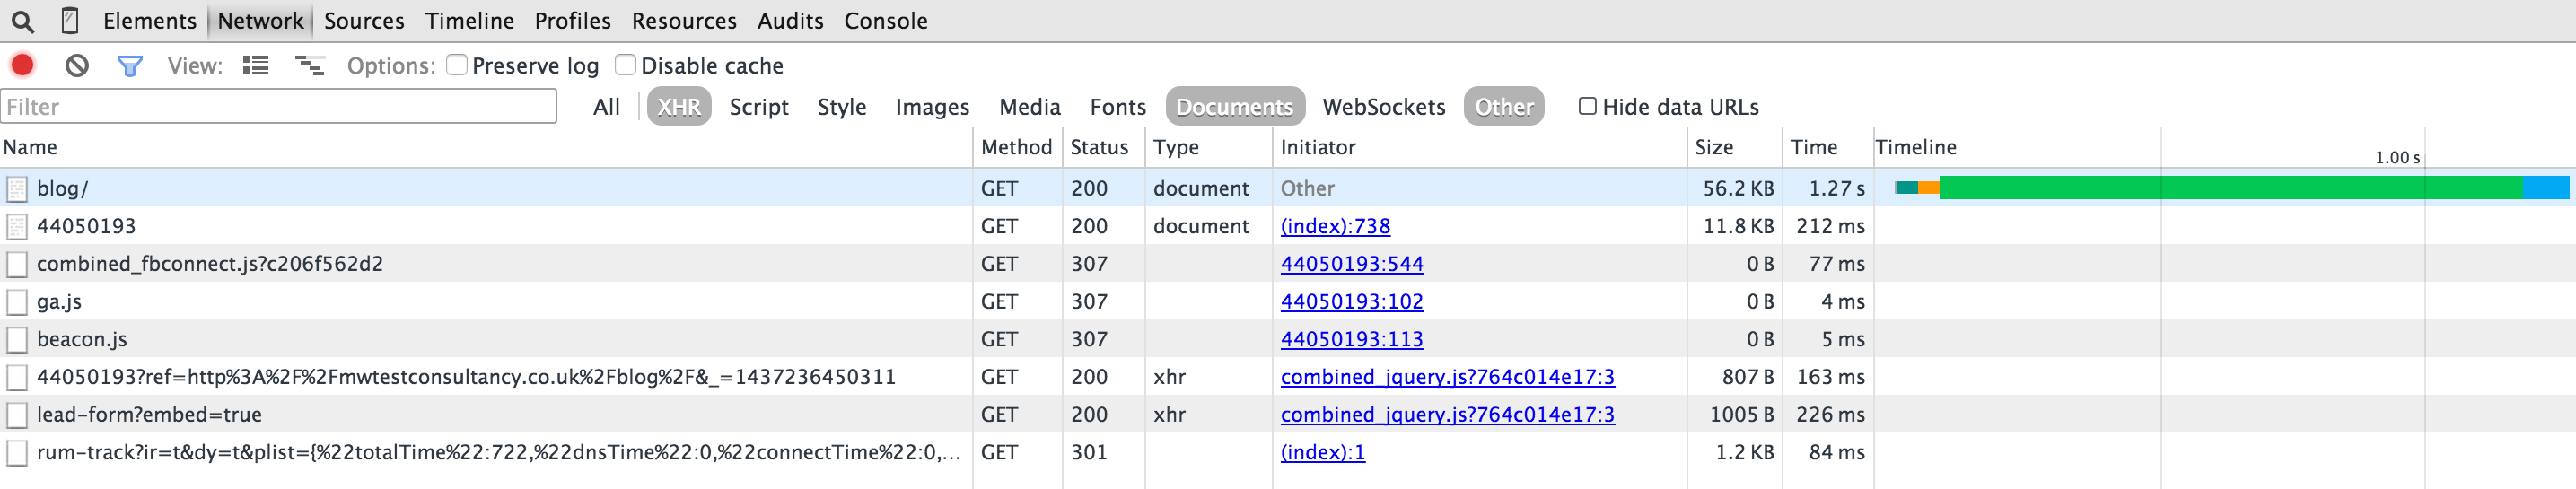 Elements Network Sources Timeline Profiles Resources Audits Console
View: Options: Preserve log Disable cache
Filter All XHR Script Style Images Media Fonts Documents WebSockets Other Hide data URLs
Name Method Status Type Initiator Size Time Timeline 1.00 s
blog/ GET 200 document Other 56.2 KB 1.27 s
44050193 GET 200 document (index):738 11.8 KB 212 ms
combined_fbconnect.js?c206f562d2 GET 307 44050193:544 0 B 77 ms
ga.js GET 307 44050193:102 0 B 4 ms
beacon.js GET 307 44050193:113 0 B 5 ms
44050193?ref=http%3A%2F%2Fmwtestconsultancy.co.uk%2Fblog%2F&_=1437236450311 GET 200 xhr combined_jquery.js?764c014e17:3 807 B 163 ms
lead-form?embed=true GET 200 xhr combined_jquery.js?764c014e17:3 1005 B 226 ms
rum-track?ir=t&dy=t&plist={%22totalTime%22:722,%22dnsTime%22:0,%22connectTime%22:0,... GET 301 (index):1 1.2 KB 84 ms